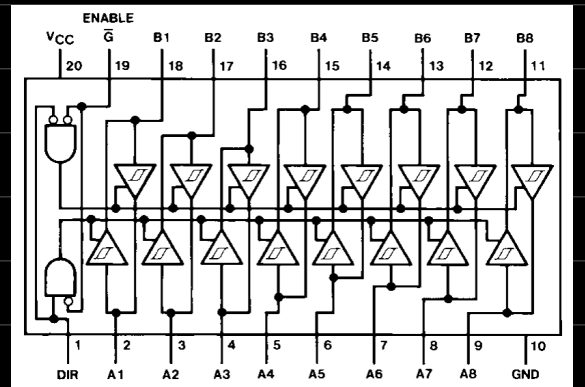 ENABLE
VCC G̅ B1 B2 B3 B4 B5 B6 B7 B8
20 19 18 17 16 15 14 13 12 11
1 2 3 4 5 6 7 8 9 10
DIR A1 A2 A3 A4 A5 A6 A7 A8 GND